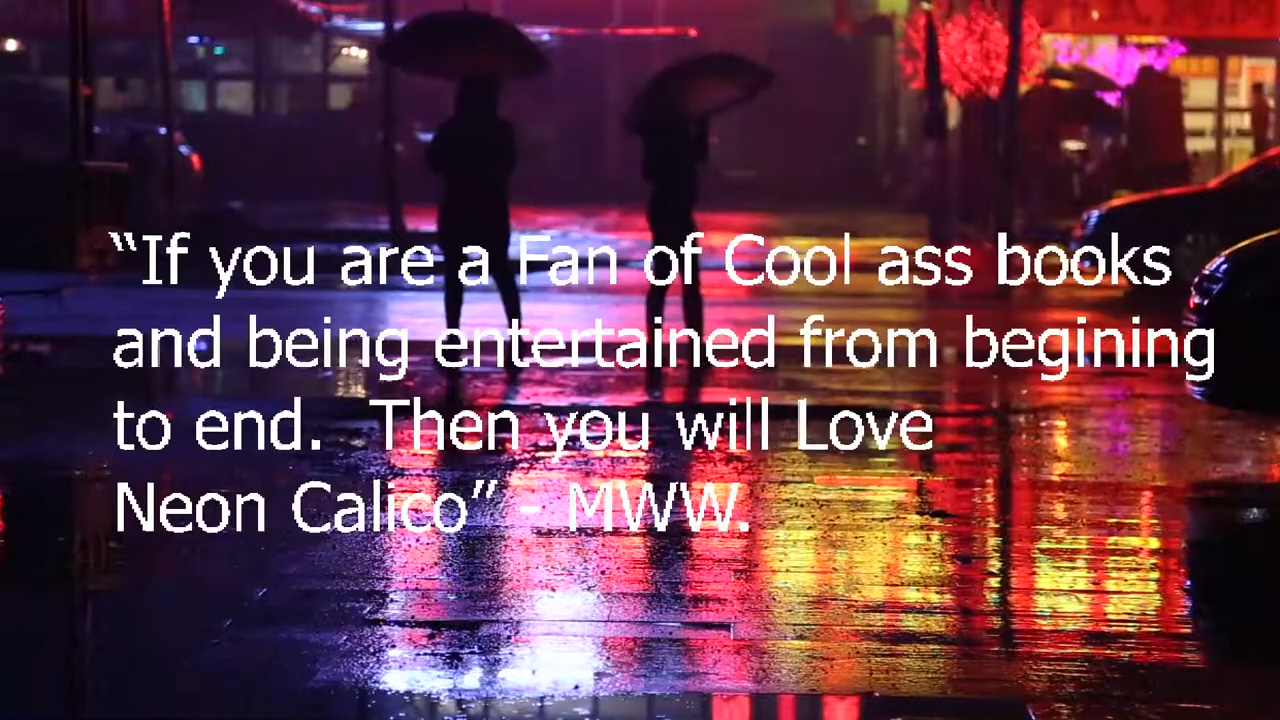 “If you are a Fan of Cool ass books
and being entertained from begining
to end.  Then you will Love
Neon Calico” - MWW.